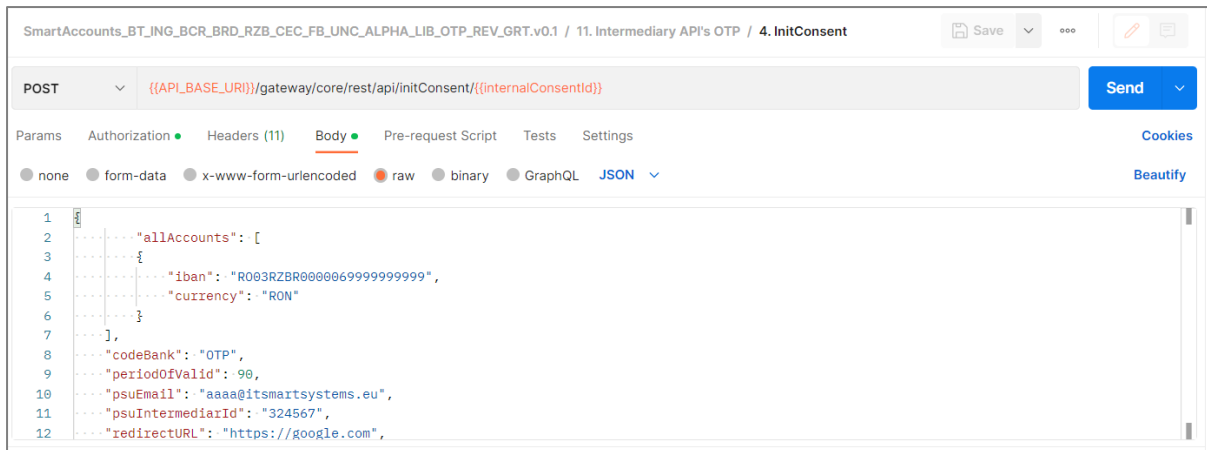 SmartAccounts_BT_ING_BCR_BRD_RZB_CEC_FB_UNC_ALPHA_LIB_OTP_REV_GRT.v0.1 / 11. Intermediary API's OTP / 4. InitConsent Save
POST {{API_BASE_URI}}/gateway/core/rest/api/initConsent/{{internalConsentId}} Send
Params Authorization Headers (11) Body Pre-request Script Tests Settings Cookies
none form-data x-www-form-urlencoded raw binary GraphQL JSON Beautify
1 {
2 "allAccounts": [
3 {
4 "iban": "RO03RZBR0000069999999999",
5 "currency": "RON"
6 }
7 ],
8 "codeBank": "OTP",
9 "periodOfValid": 90,
10 "psuEmail": "aaaa@itsmartsystems.eu",
11 "psuIntermediarId": "324567",
12 "redirectURL": "https://google.com",